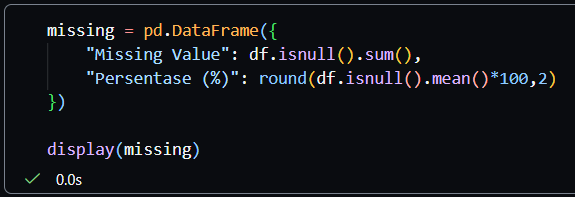 missing = pd.DataFrame({
    "Missing Value": df.isnull().sum(),
    "Persentase (%)": round(df.isnull().mean()*100,2)
})
display(missing)
0.0s